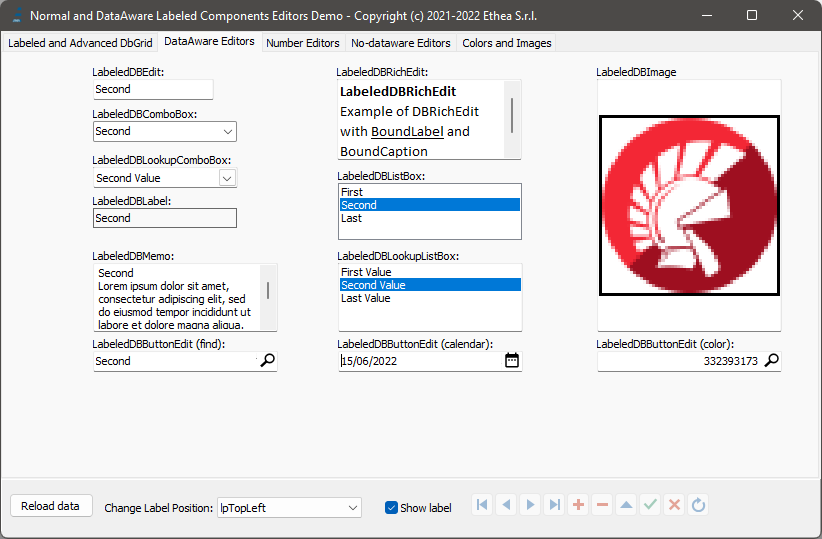 Normal and DataAware Labeled Components Editors Demo - Copyright (c) 2021-2022 Ethea S.r.l.
Labeled and Advanced DbGrid
DataAware Editors
Number Editors
No-dataware Editors
Colors and Images
LabeledDBEdit:
Second
LabeledDBComboBox:
Second
LabeledDBLookupComboBox:
Second Value
LabeledDBLabel:
Second
LabeledDBMemo:
Second
Lorem ipsum dolor sit amet,
consectetur adipiscing elit, sed
do eiusmod tempor incididunt ut
labore et dolore magna aliqua.
LabeledDBButtonEdit (find):
Second
LabeledDBRichEdit:
LabeledDBRichEdit
Example of DBRichEdit
with BoundLabel and
BoundCaption
LabeledDBListBox:
First
Second
Last
LabeledDBLookupListBox:
First Value
Second Value
Last Value
LabeledDBButtonEdit (calendar):
15/06/2022
LabeledDBImage
LabeledDBButtonEdit (color):
332393173
Reload data
Change Label Position:
lpTopLeft
Show label